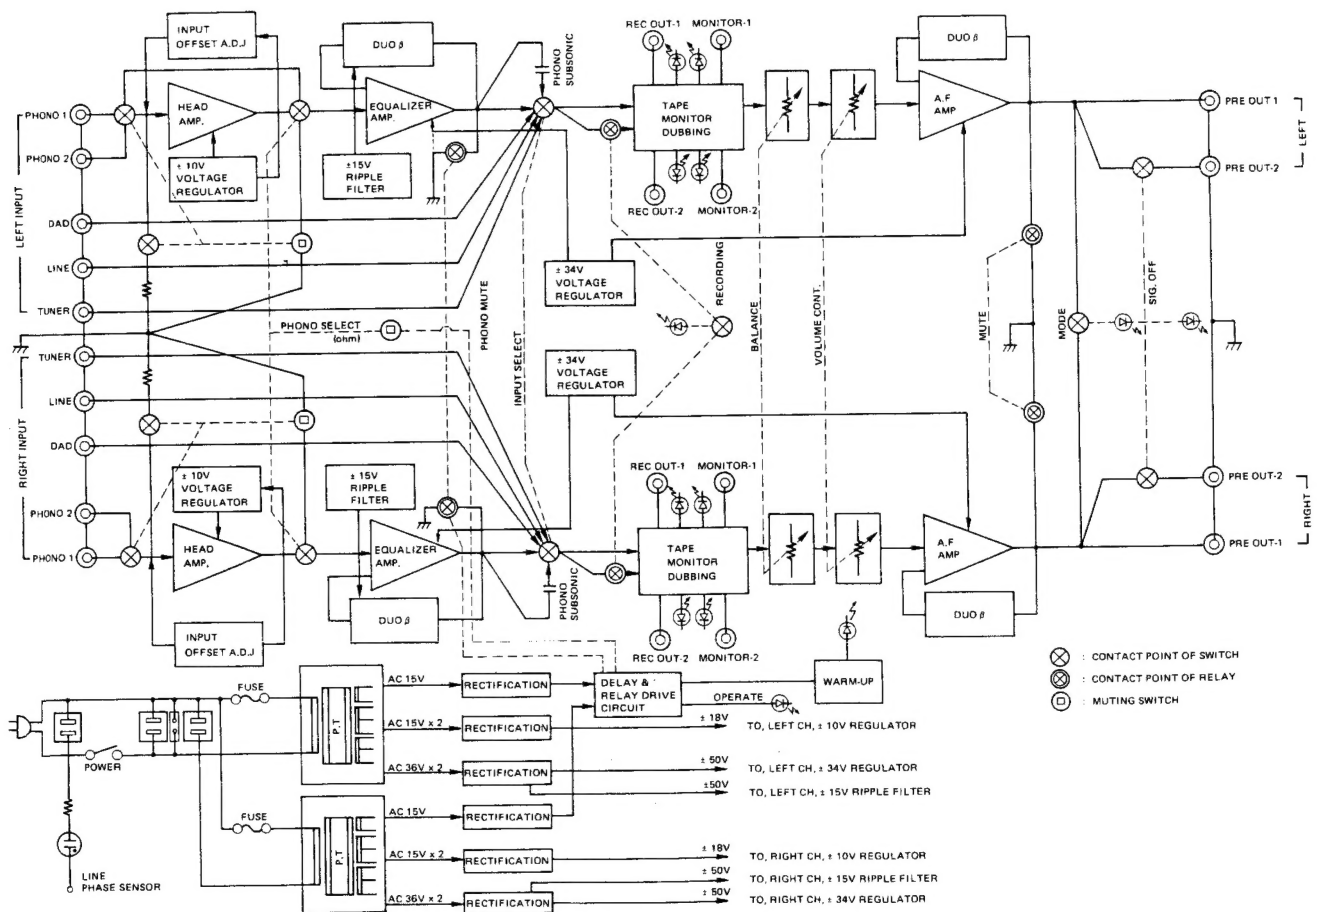 INPUT
OFFSET A.D.J
DUO β
PHONO
SUBSONIC
REC OUT-1
MONITOR-1
DUO β
PHONO 1
HEAD
AMP.
EQUALIZER
AMP.
TAPE
MONITOR
DUBBING
A.F
AMP
PRE OUT 1
LEFT
PHONO 2
± 10V
VOLTAGE
REGULATOR
±15V
RIPPLE
FILTER
PRE OUT-2
LEFT INPUT
DAD
REC OUT-2
MONITOR-2
LINE
± 34V
VOLTAGE
REGULATOR
RECORDING
SIG. OFF
TUNER
PHONO SELECT
(ohm)
PHONO MUTE
INPUT SELECT
BALANCE
VOLUME CONT.
MUTE
MODE
TUNER
± 34V
VOLTAGE
REGULATOR
LINE
RIGHT INPUT
DAD
± 10V
VOLTAGE
REGULATOR
± 15V
RIPPLE
FILTER
REC OUT-1
MONITOR-1
PRE OUT-2
RIGHT
PHONO 2
PHONO 1
HEAD
AMP.
EQUALIZER
AMP.
TAPE
MONITOR
DUBBING
A.F
AMP
PRE OUT-1
PHONO
SUBSONIC
DUO β
DUO β
INPUT
OFFSET A.D.J
REC OUT-2
MONITOR-2
: CONTACT POINT OF SWITCH
: CONTACT POINT OF RELAY
: MUTING SWITCH
FUSE
P.T
AC 15V
RECTIFICATION
DELAY &
RELAY DRIVE
CIRCUIT
WARM-UP
OPERATE
AC 15V x 2
RECTIFICATION
± 18V
TO, LEFT CH, ± 10V REGULATOR
POWER
AC 36V x 2
RECTIFICATION
± 50V
TO, LEFT CH, ± 34V REGULATOR
±50V
TO, LEFT CH, ± 15V RIPPLE FILTER
FUSE
P.T
AC 15V
RECTIFICATION
AC 15V x 2
RECTIFICATION
± 18V
TO, RIGHT CH, ± 10V REGULATOR
± 50V
TO, RIGHT CH, ± 15V RIPPLE FILTER
AC 36V x 2
RECTIFICATION
± 50V
TO, RIGHT CH, ± 34V REGULATOR
LINE
PHASE SENSOR